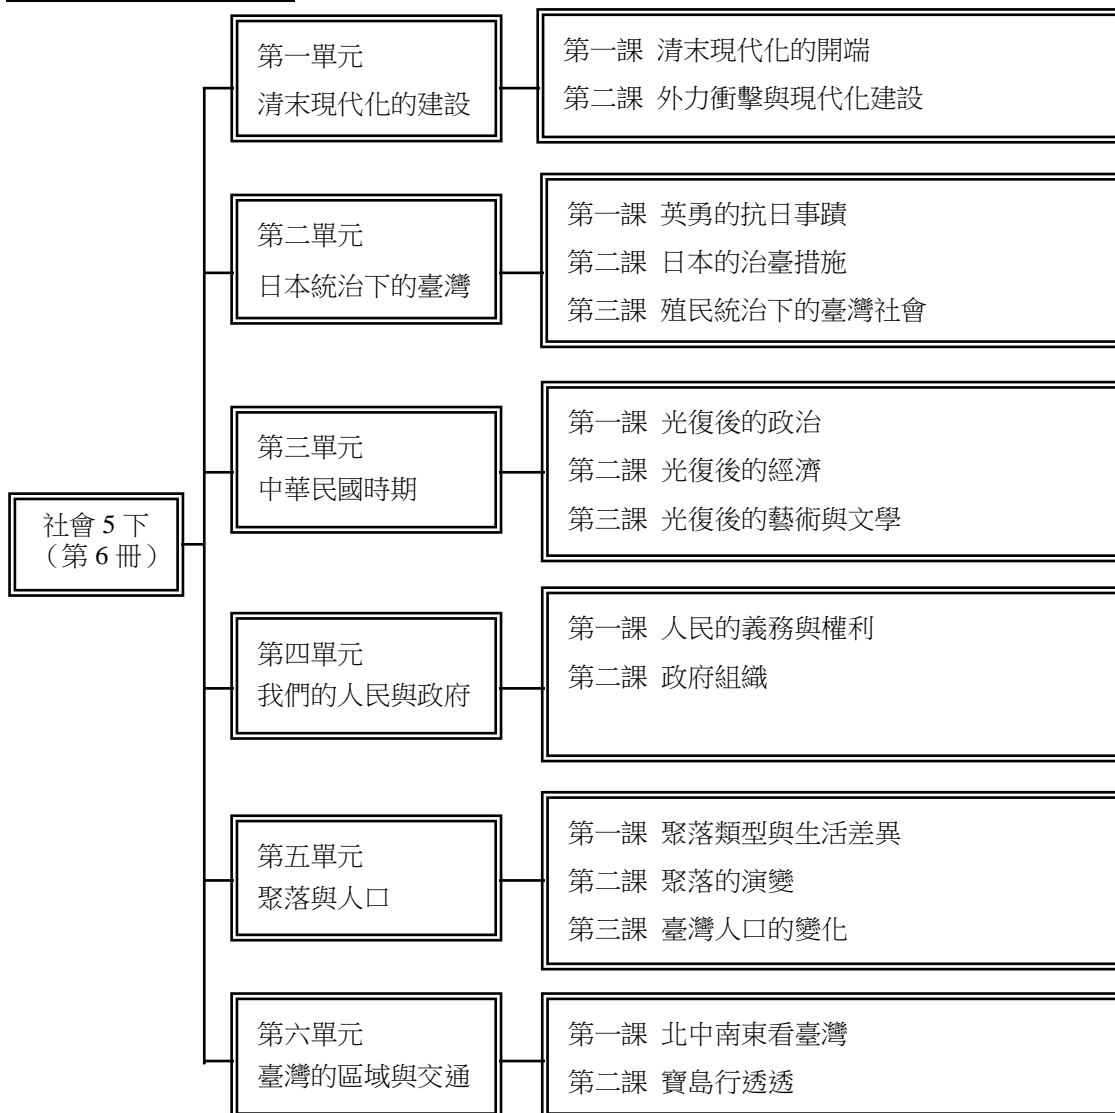 第一單元
清末現代化的建設
第一課 清末現代化的開端
第二課 外力衝擊與現代化建設
第二單元
日本統治下的臺灣
第一課 英勇的抗日事蹟
第二課 日本的治臺措施
第三課 殖民統治下的臺灣社會
第三單元
中華民國時期
第一課 光復後的政治
第二課 光復後的經濟
第三課 光復後的藝術與文學
社會 5 下
（第 6 冊）
第四單元
我們的人民與政府
第一課 人民的義務與權利
第二課 政府組織
第五單元
聚落與人口
第一課 聚落類型與生活差異
第二課 聚落的演變
第三課 臺灣人口的變化
第六單元
臺灣的區域與交通
第一課 北中南東看臺灣
第二課 寶島行透透